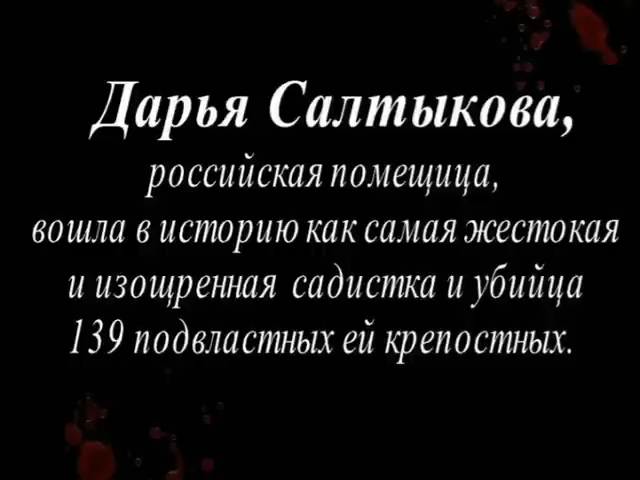 Дарья Салтыкова,
российская помещица,
вошла в историю как самая жестокая
и изощренная садистка и убийца
139 подвластных ей крепостных.